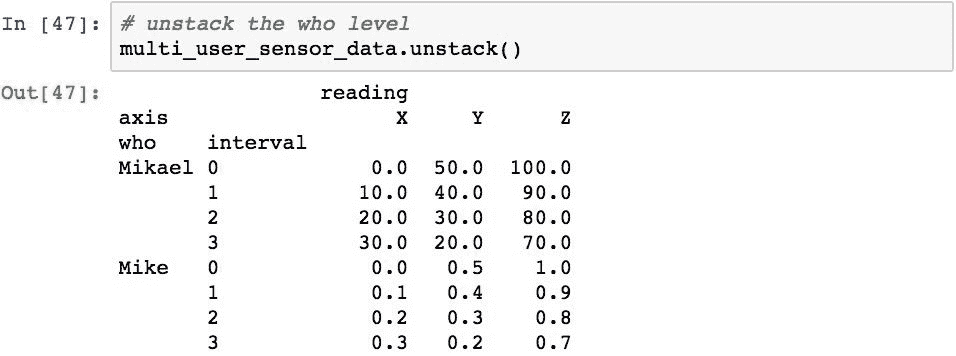 In [47]: # unstack the who level
multi_user_sensor_data.unstack()
Out[47]: reading
axis X Y Z
who interval
Mikael 0 0.0 50.0 100.0
1 10.0 40.0 90.0
2 20.0 30.0 80.0
3 30.0 20.0 70.0
Mike 0 0.0 0.5 1.0
1 0.1 0.4 0.9
2 0.2 0.3 0.8
3 0.3 0.2 0.7